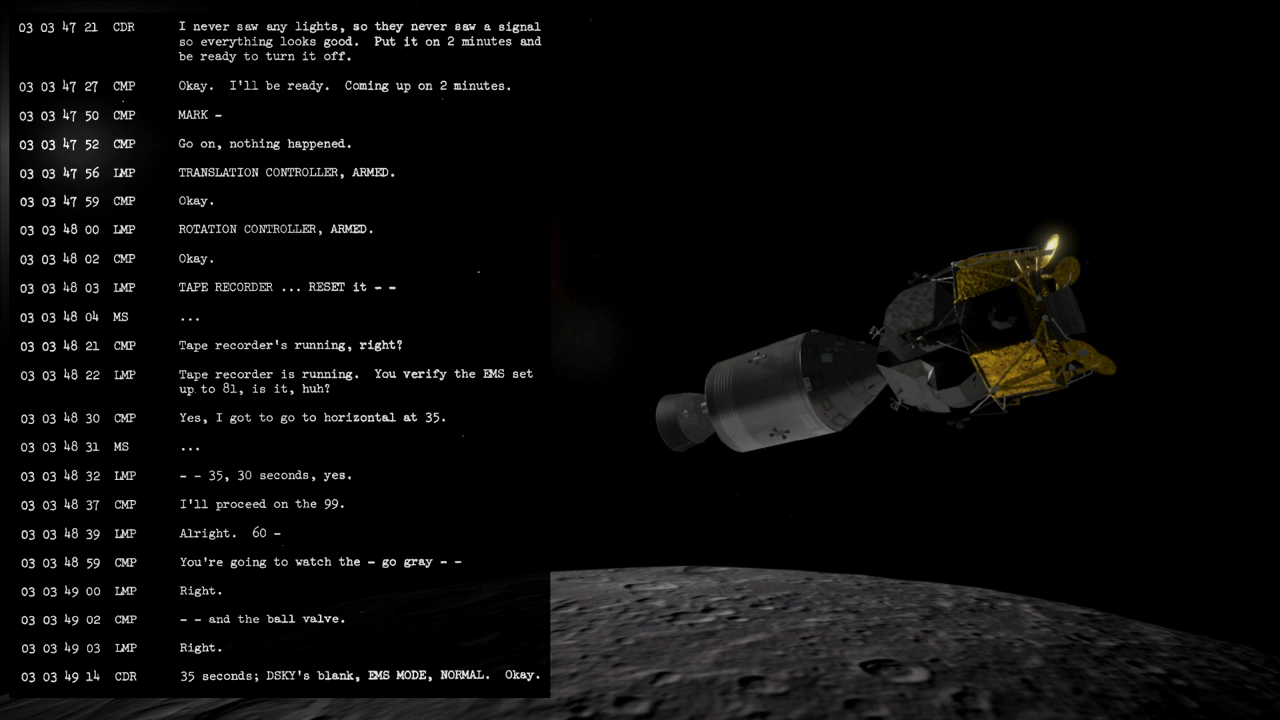 03 03 47 21 CDR I never saw any lights, so they never saw a signal
so everything looks good. Put it on 2 minutes and
be ready to turn it off.
03 03 47 27 CMP Okay. I'll be ready. Coming up on 2 minutes.
03 03 47 50 CMP MARK -
03 03 47 52 CMP Go on, nothing happened.
03 03 47 56 LMP TRANSLATION CONTROLLER, ARMED.
03 03 47 59 CMP Okay.
03 03 48 00 LMP ROTATION CONTROLLER, ARMED.
03 03 48 02 CMP Okay.
03 03 48 03 LMP TAPE RECORDER ... RESET it - -
03 03 48 04 MS ...
03 03 48 21 CMP Tape recorder's running, right?
03 03 48 22 LMP Tape recorder is running. You verify the EMS set
up to 81, is it, huh?
03 03 48 30 CMP Yes, I got to go to horizontal at 35.
03 03 48 31 MS ...
03 03 48 32 LMP - - 35, 30 seconds, yes.
03 03 48 37 CMP I'll proceed on the 99.
03 03 48 39 LMP Alright. 60 -
03 03 48 59 CMP You're going to watch the - go gray - -
03 03 49 00 LMP Right.
03 03 49 02 CMP - - and the ball valve.
03 03 49 03 LMP Right.
03 03 49 14 CDR 35 seconds; DSKY's blank, EMS MODE, NORMAL. Okay.